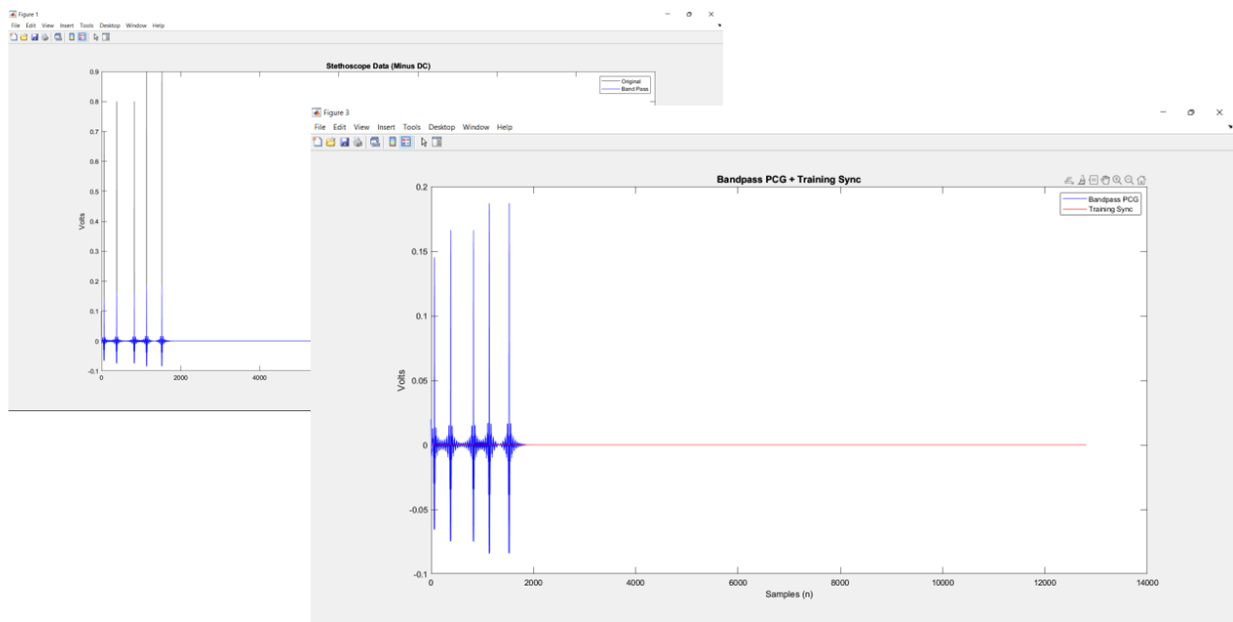 Figure 1
File Edit View Insert Tools Desktop Window Help
Stethoscope Data (Minus DC)
Original
Band Pass
0.9
0.8
0.7
0.6
0.5
0.4
0.3
0.2
0.1
0
-0.1
Volts
0 2000 4000
Figure 3
File Edit View Insert Tools Desktop Window Help
Bandpass PCG + Training Sync
Bandpass PCG
Training Sync
0.2
0.15
0.1
0.05
0
-0.05
-0.1
Volts
0 2000 4000 6000 8000 10000 12000 14000
Samples (n)